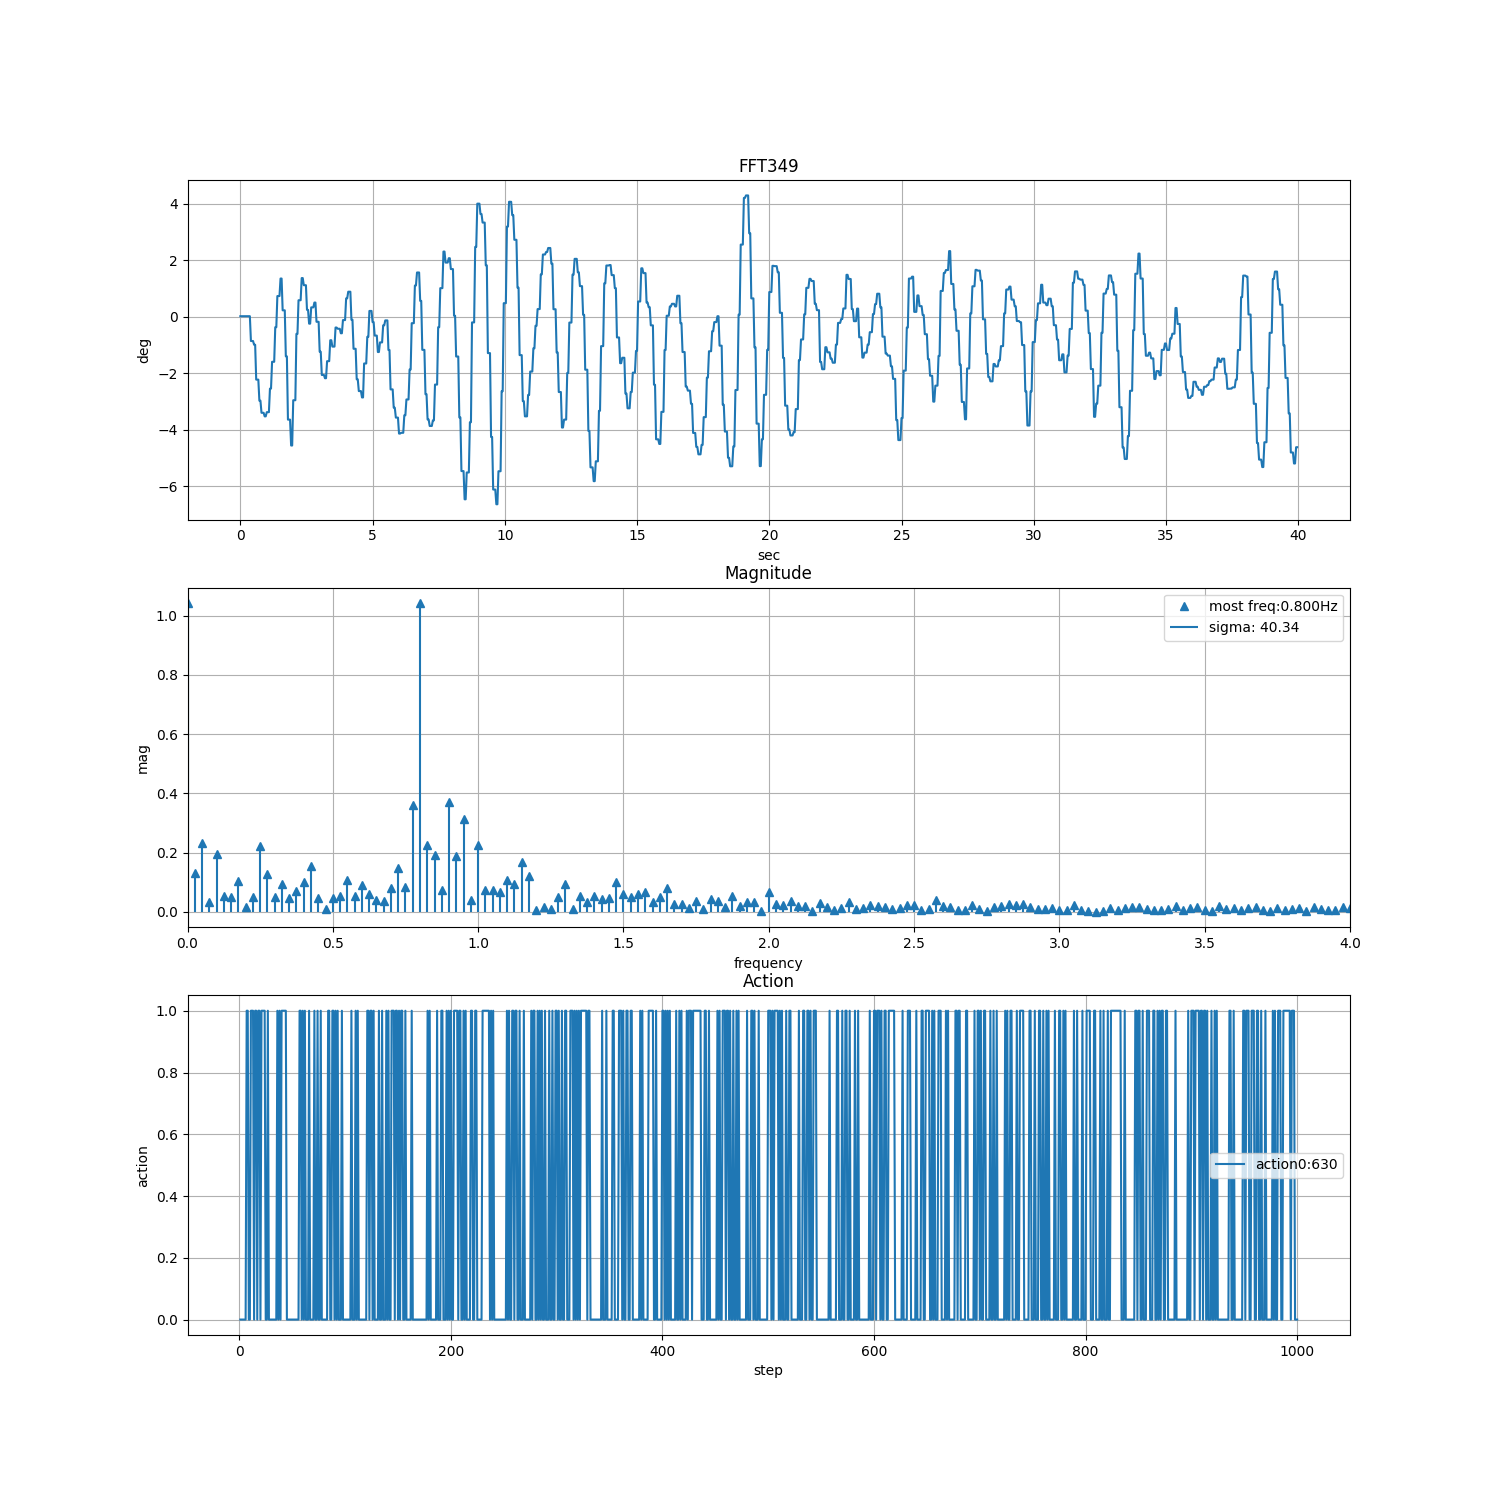 FFT349
4
2
0
−2
−4
−6
deg
0 5 10 15 20 25 30 35 40
sec
Magnitude
1.0
0.8
0.6
0.4
0.2
0.0
mag
most freq:0.800Hz
sigma: 40.34
0.0 0.5 1.0 1.5 2.0 2.5 3.0 3.5 4.0
frequency
Action
1.0
0.8
0.6
0.4
0.2
0.0
action
action0:630
0 200 400 600 800 1000
step